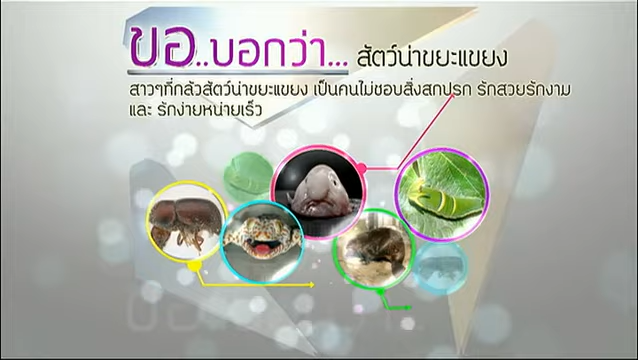 ขอ..บอกว่า... สัตว์น่าขยะแขยง
สาวๆที่กลัวสัตว์น่าขยะแขยง เป็นคนไม่ชอบสิ่งสกปรก รักสวยรักงาม
และ รักง่ายหน่ายเร็ว